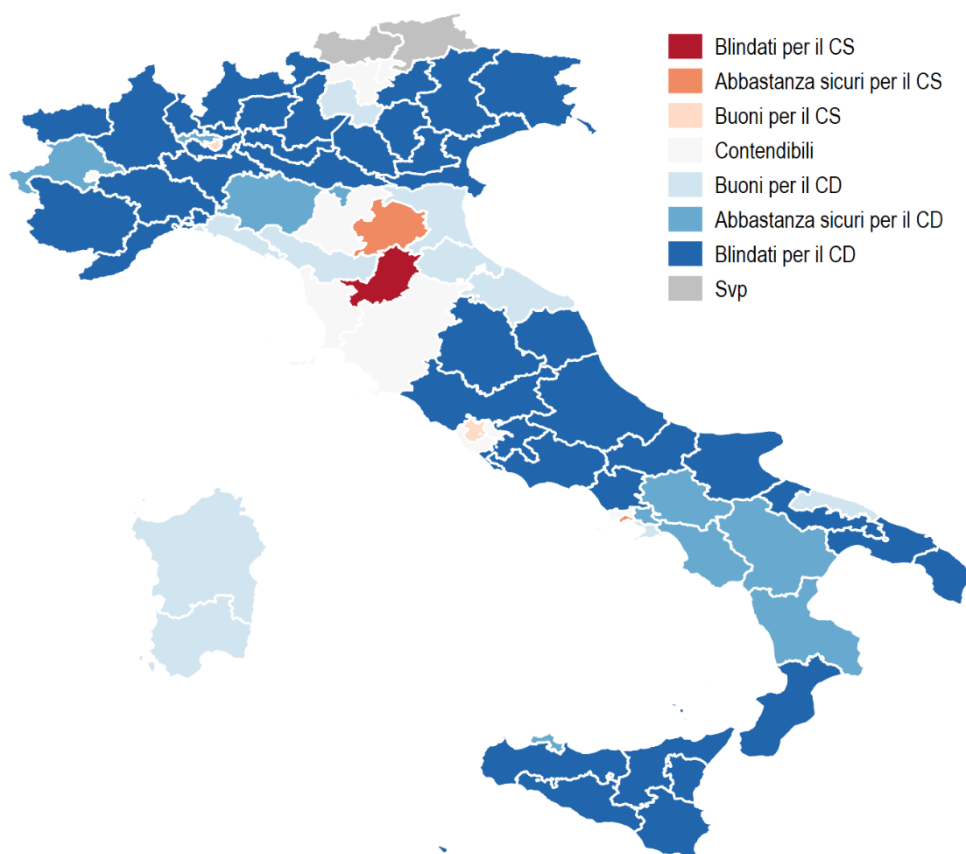 Blindati per il CS
Abbastanza sicuri per il CS
Buoni per il CS
Contendibili
Buoni per il CD
Abbastanza sicuri per il CD
Blindati per il CD
Svp